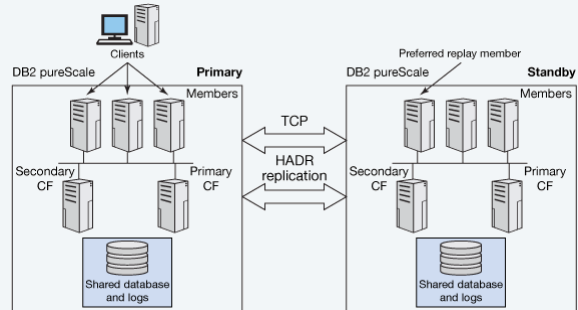 Clients
DB2 pureScale
Primary
Members
Secondary
CF
Primary
CF
Shared database
and logs
TCP
HADR
replication
Preferred replay member
DB2 pureScale
Standby
Members
Secondary
CF
Primary
CF
Shared database
and logs